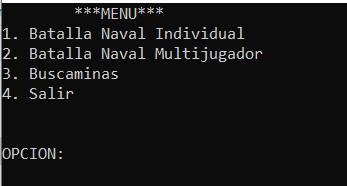 ***MENU***
1. Batalla Naval Individual
2. Batalla Naval Multijugador
3. Buscaminas
4. Salir
OPCION: